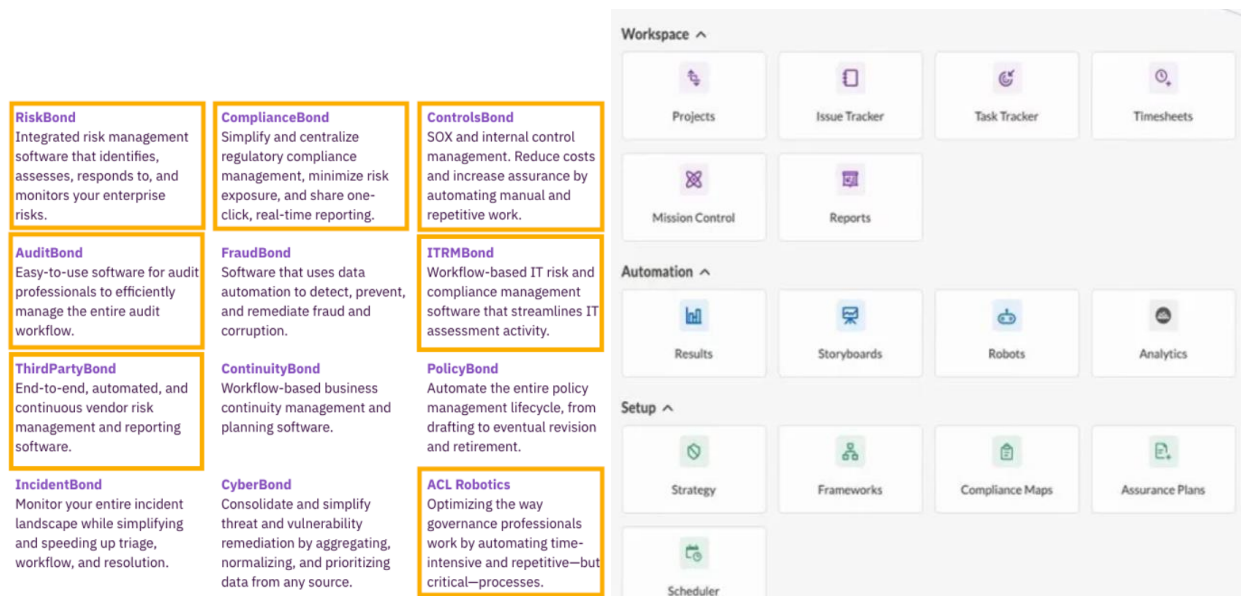 RiskBond
Integrated risk management
software that identifies,
assesses, responds to, and
monitors your enterprise
risks.
ComplianceBond
Simplify and centralize
regulatory compliance
management, minimize risk
exposure, and share one-
click, real-time reporting.
ControlsBond
SOX and internal control
management. Reduce costs
and increase assurance by
automating manual and
repetitive work.
AuditBond
Easy-to-use software for audit
professionals to efficiently
manage the entire audit
workflow.
FraudBond
Software that uses data
automation to detect, prevent,
and remediate fraud and
corruption.
ITRMBond
Workflow-based IT risk and
compliance management
software that streamlines IT
assessment activity.
ThirdPartyBond
End-to-end, automated, and
continuous vendor risk
management and reporting
software.
ContinuityBond
Workflow-based business
continuity management and
planning software.
PolicyBond
Automate the entire policy
management lifecycle, from
drafting to eventual revision
and retirement.
IncidentBond
Monitor your entire incident
landscape while simplifying
and speeding up triage,
workflow, and resolution.
CyberBond
Consolidate and simplify
threat and vulnerability
remediation by aggregating,
normalizing, and prioritizing
data from any source.
ACL Robotics
Optimizing the way
governance professionals
work by automating time-
intensive and repetitive—but
critical—processes.
Workspace
Projects
Issue Tracker
Task Tracker
Timesheets
Mission Control
Reports
Automation
Results
Storyboards
Robots
Analytics
Setup
Strategy
Frameworks
Compliance Maps
Assurance Plans
Scheduler